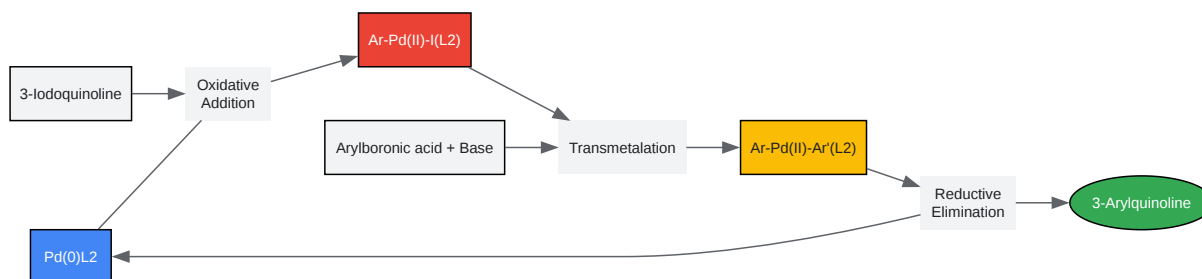 Ar-Pd(II)-I(L2)
3-Iodoquinoline
Oxidative
Addition
Arylboronic acid + Base
Transmetalation
Ar-Pd(II)-Ar'(L2)
Reductive
Elimination
3-Arylquinoline
Pd(0)L2